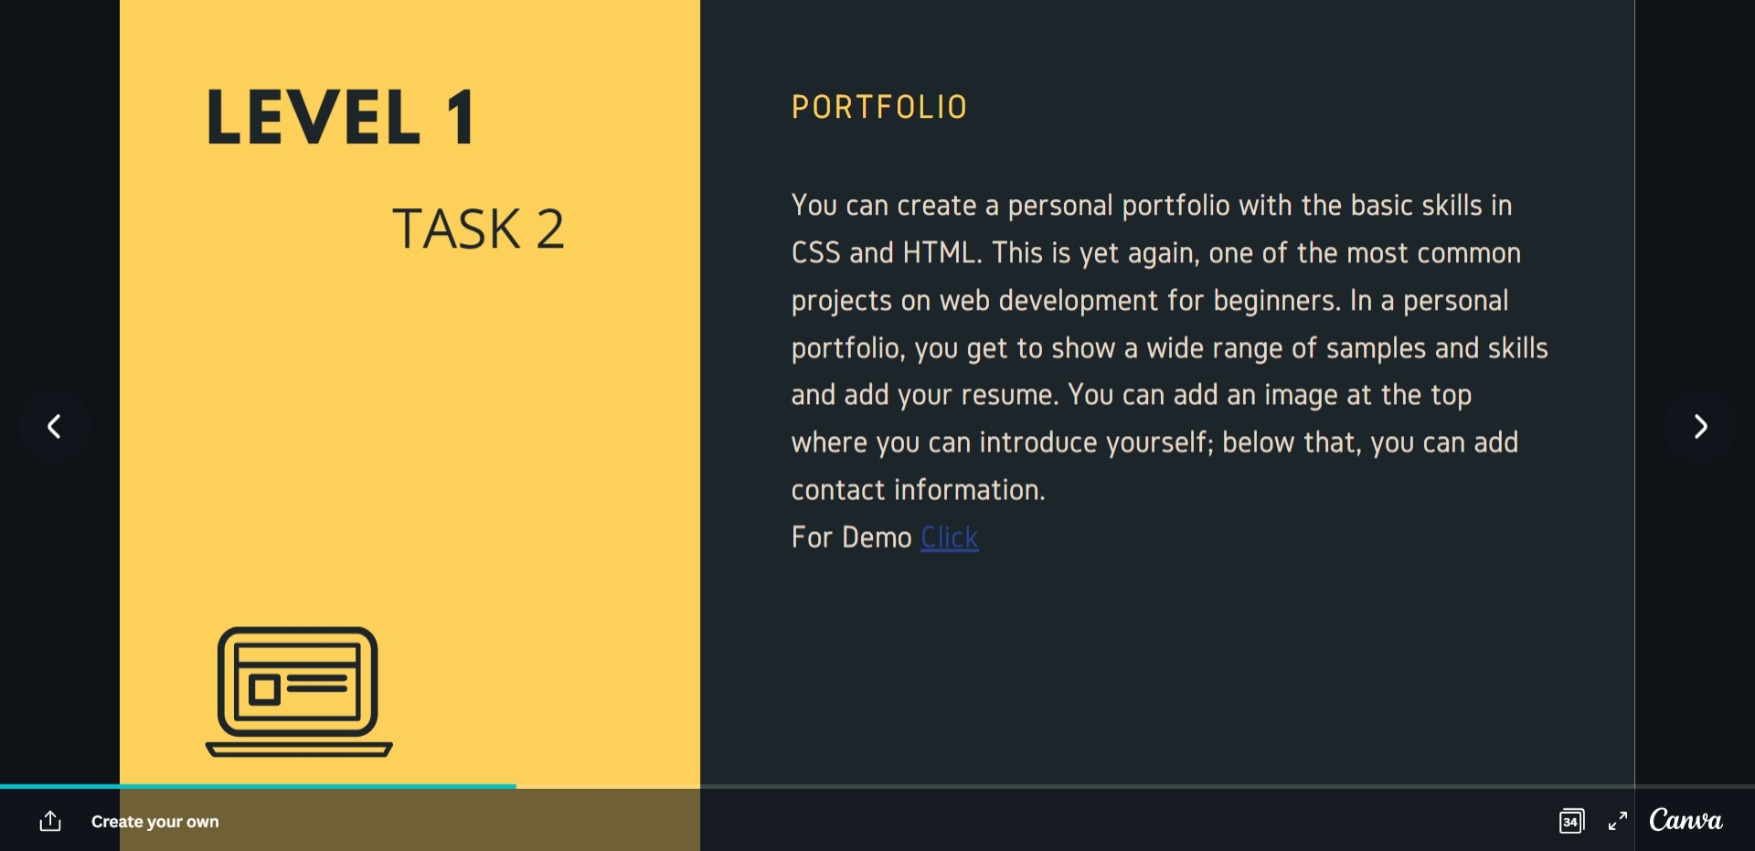 LEVEL 1
TASK 2
PORTFOLIO
You can create a personal portfolio with the basic skills in
CSS and HTML. This is yet again, one of the most common
projects on web development for beginners. In a personal
portfolio, you get to show a wide range of samples and skills
and add your resume. You can add an image at the top
where you can introduce yourself; below that, you can add
contact information.
For Demo Click
Create your own
34
Canva